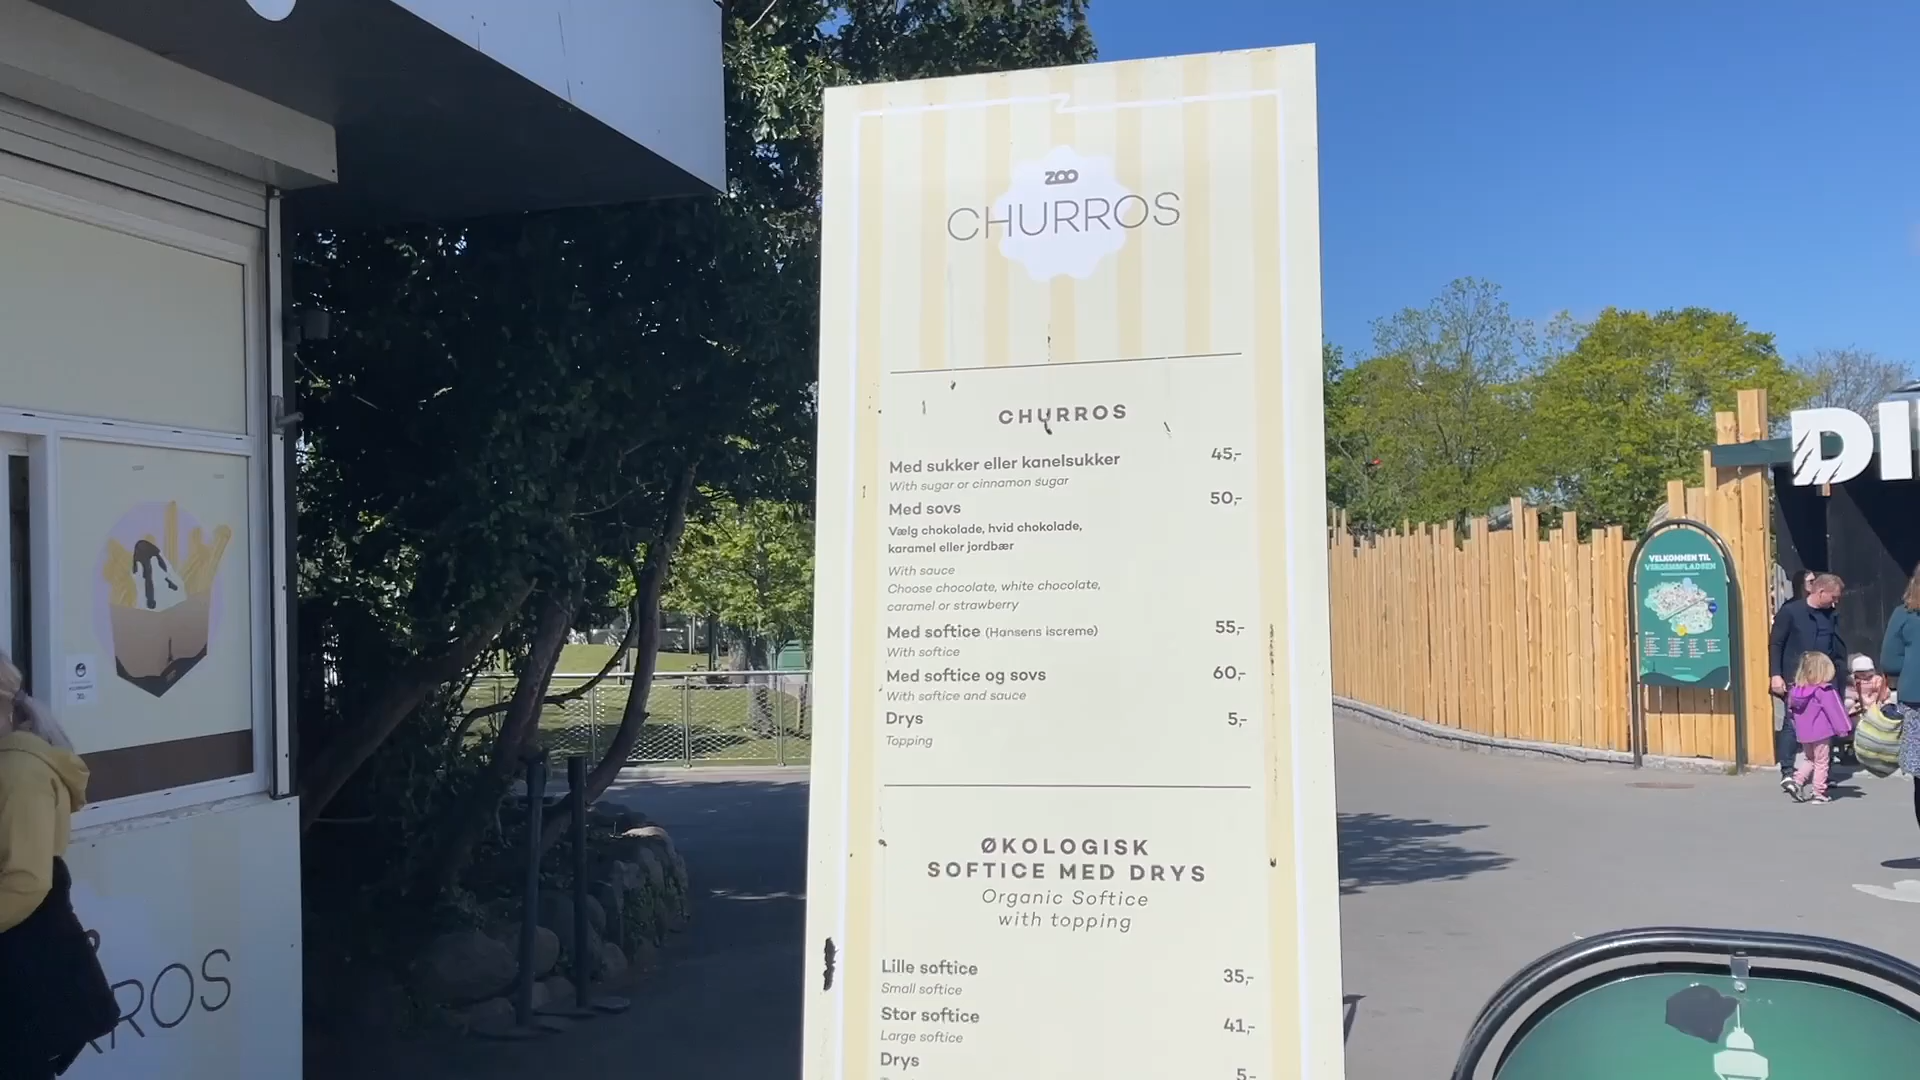 ZOO
CHURROS
CHURROS
Med sukker eller kanelsukker 45,-
With sugar or cinnamon sugar
Med sovs 50,-
Vælg chokolade, hvid chokolade,
karamel eller jordbær
With sauce
Choose chocolate, white chocolate,
caramel or strawberry
Med softice (Hansens iscreme) 55,-
With softice
Med softice og sovs 60,-
With softice and sauce
Drys 5,-
Topping
ØKOLOGISK
SOFTICE MED DRYS
Organic Softice
with topping
Lille softice 35,-
Small softice
Stor softice 41,-
Large softice
Drys 5,-
ROS
DI
VELKOMMEN TIL